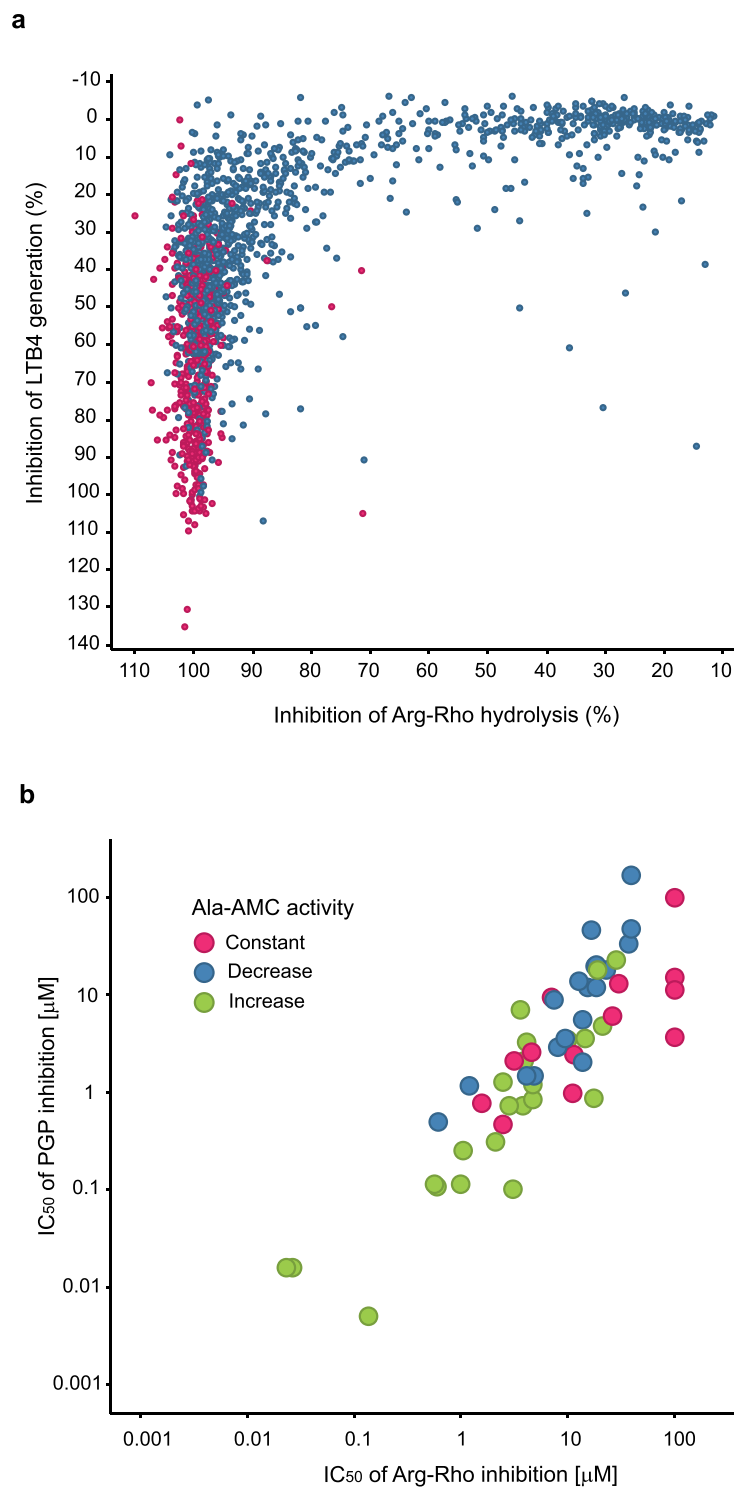 a
-10
0
10
20
30
40
50
60
70
80
90
100
110
120
130
140
Inhibition of LTB4 generation (%)
110 100 90 80 70 60 50 40 30 20 10
Inhibition of Arg-Rho hydrolysis (%)
b
Ala-AMC activity
Constant
Decrease
Increase
100
10
1
0.1
0.01
0.001
IC50 of PGP inhibition [µM]
0.001 0.01 0.1 1 10 100
IC50 of Arg-Rho inhibition [µM]